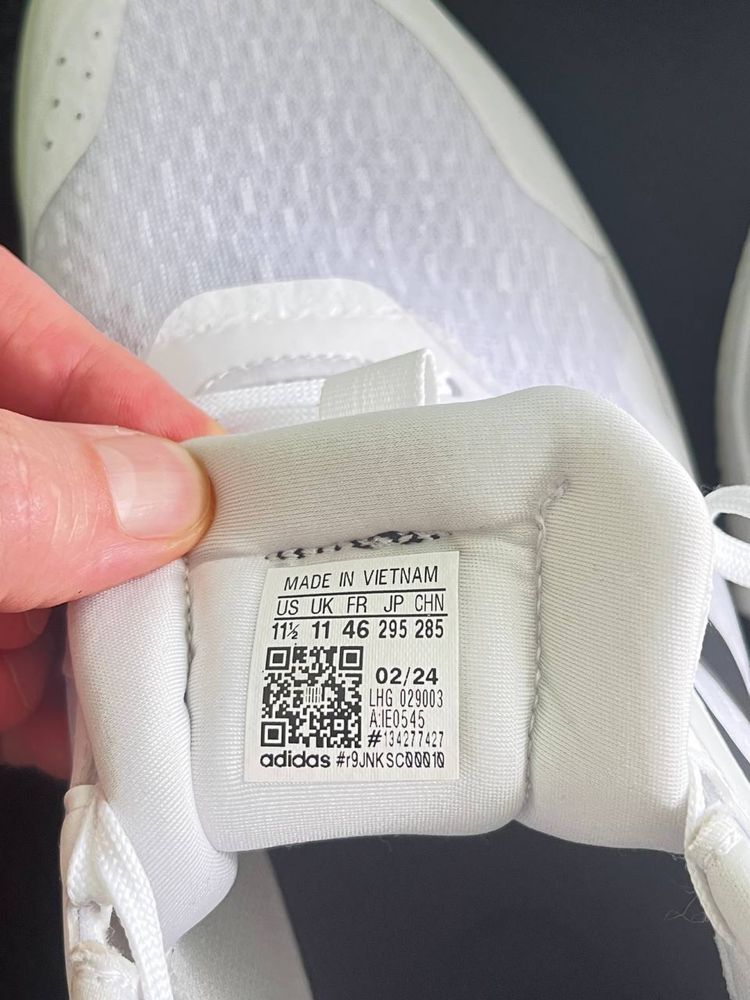 MADE IN VIETNAM
US UK FR JP CHN
11½ 11 46 295 285
02/24
LHG 029003
A:IE0545
#134277427
adidas #r9JNKSC00010